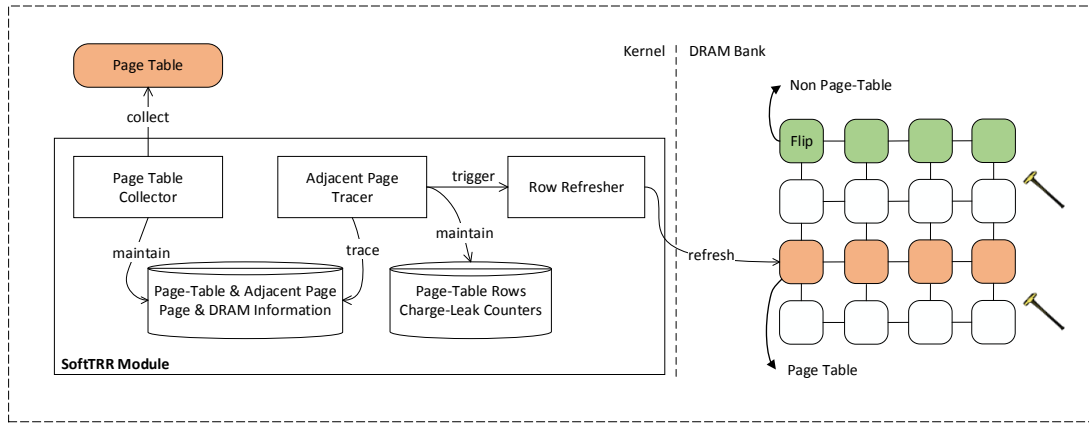 Kernel
DRAM Bank
Page Table
collect
Page Table
Collector
Adjacent Page
Tracer
trigger
Row Refresher
maintain
trace
maintain
Page-Table & Adjacent Page
Page & DRAM Information
Page-Table Rows
Charge-Leak Counters
SoftTRR Module
refresh
Non Page-Table
Flip
Page Table